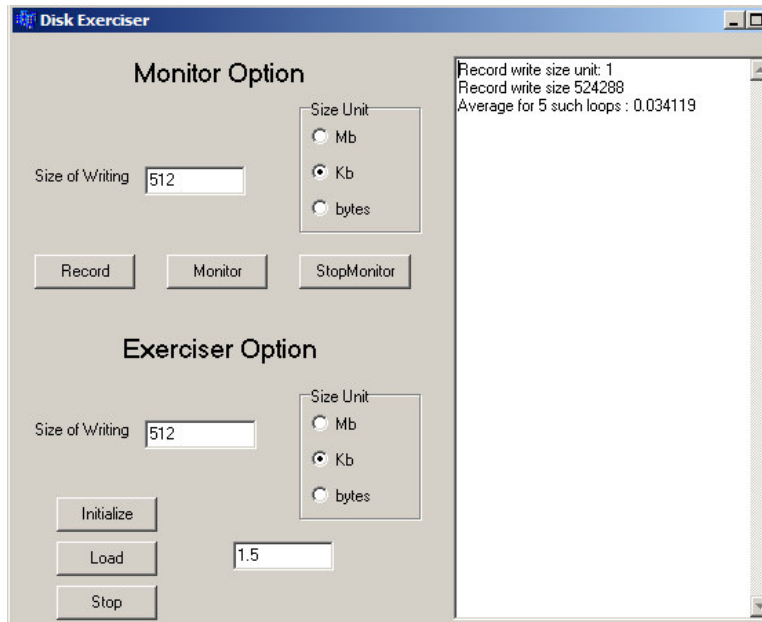 Disk Exerciser
Monitor Option
Size Unit
Mb
Size of Writing 512
Kb
bytes
Record Monitor StopMonitor
Exerciser Option
Size Unit
Mb
Size of Writing 512
Kb
bytes
Initialize
Load 1.5
Stop
Record write size unit: 1
Record write size 524288
Average for 5 such loops : 0.034119